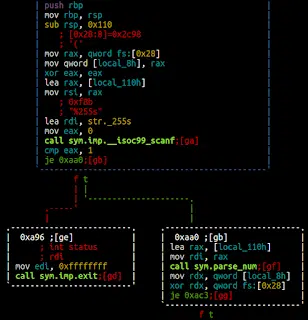 push rbp
mov rbp, rsp
sub rsp, 0x110
; [0x28:8]=0x2c98
; '('
mov rax, qword fs:[0x28]
mov qword [local_8h], rax
xor eax, eax
lea rax, [local_110h]
mov rsi, rax
; 0xf8b
; "%255s"
lea rdi, str._255s
mov eax, 0
call sym.imp.__isoc99_scanf;[ga]
cmp eax, 1
je 0xaa0;[gb]
f t
0xa96 ;[ge]
; int status
; rdi
mov edi, 0xffffffff
call sym.imp.exit;[gd]
0xaa0 ;[gb]
lea rax, [local_110h]
mov rdi, rax
call sym.parse_num;[gf]
mov rdx, qword [local_8h]
xor rdx, qword fs:[0x28]
je 0xac3;[gg]
f t